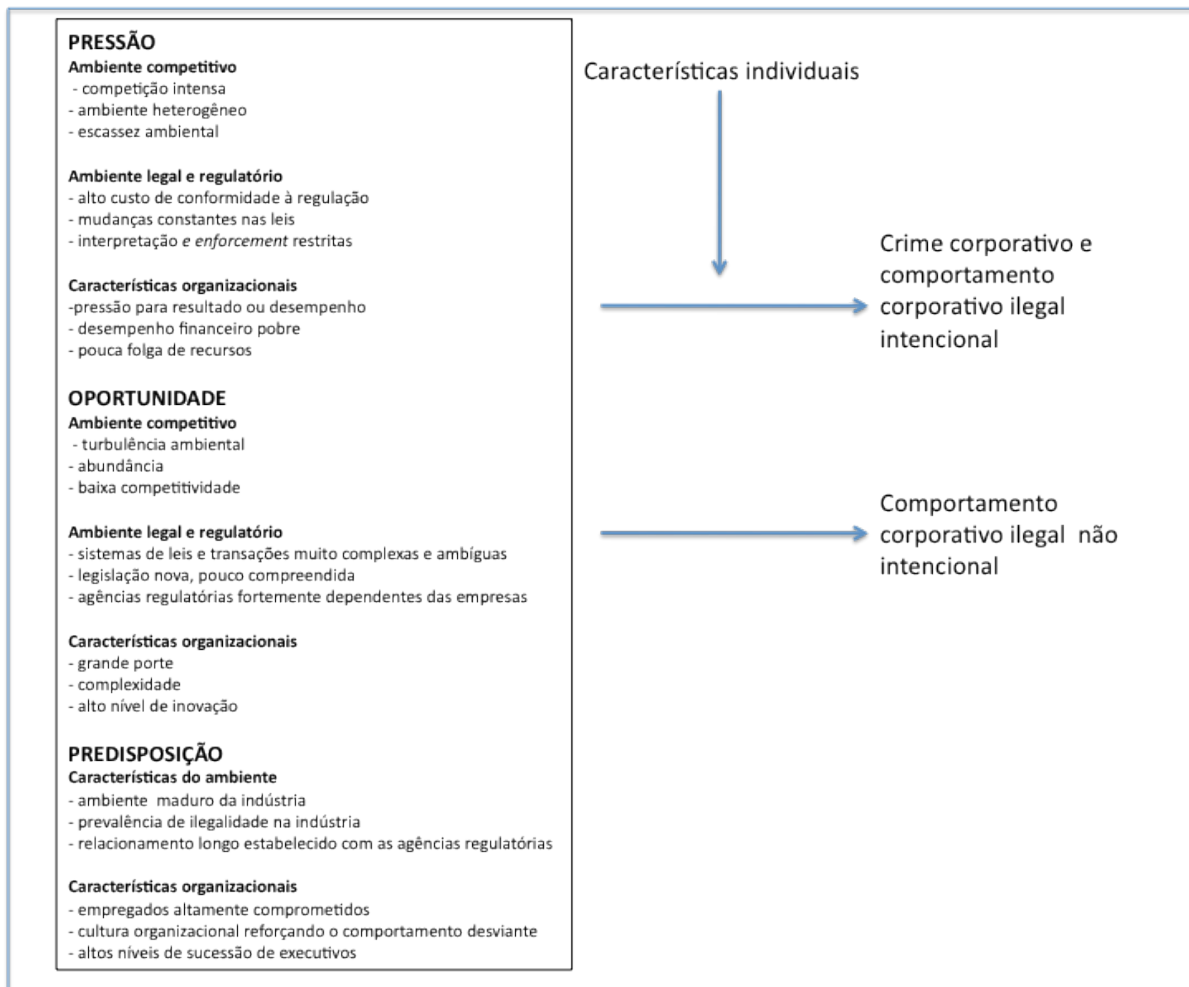 PRESSÃO
Ambiente competitivo
- competição intensa
- ambiente heterogêneo
- escassez ambiental
Ambiente legal e regulatório
- alto custo de conformidade à regulação
- mudanças constantes nas leis
- interpretação e enforcement restritas
Características organizacionais
-pressão para resultado ou desempenho
- desempenho financeiro pobre
- pouca folga de recursos
OPORTUNIDADE
Ambiente competitivo
- turbulência ambiental
- abundância
- baixa competitividade
Ambiente legal e regulatório
- sistemas de leis e transações muito complexas e ambíguas
- legislação nova, pouco compreendida
- agências regulatórias fortemente dependentes das empresas
Características organizacionais
- grande porte
- complexidade
- alto nível de inovação
PREDISPOSIÇÃO
Características do ambiente
- ambiente maduro da indústria
- prevalência de ilegalidade na indústria
- relacionamento longo estabelecido com as agências regulatórias
Características organizacionais
- empregados altamente comprometidos
- cultura organizacional reforçando o comportamento desviante
- altos níveis de sucessão de executivos
Característífticas individuais
Crime corporativo e
comportamento
corporativo ilegal
intencional
Comportamento
corporativo ilegal não
intencional